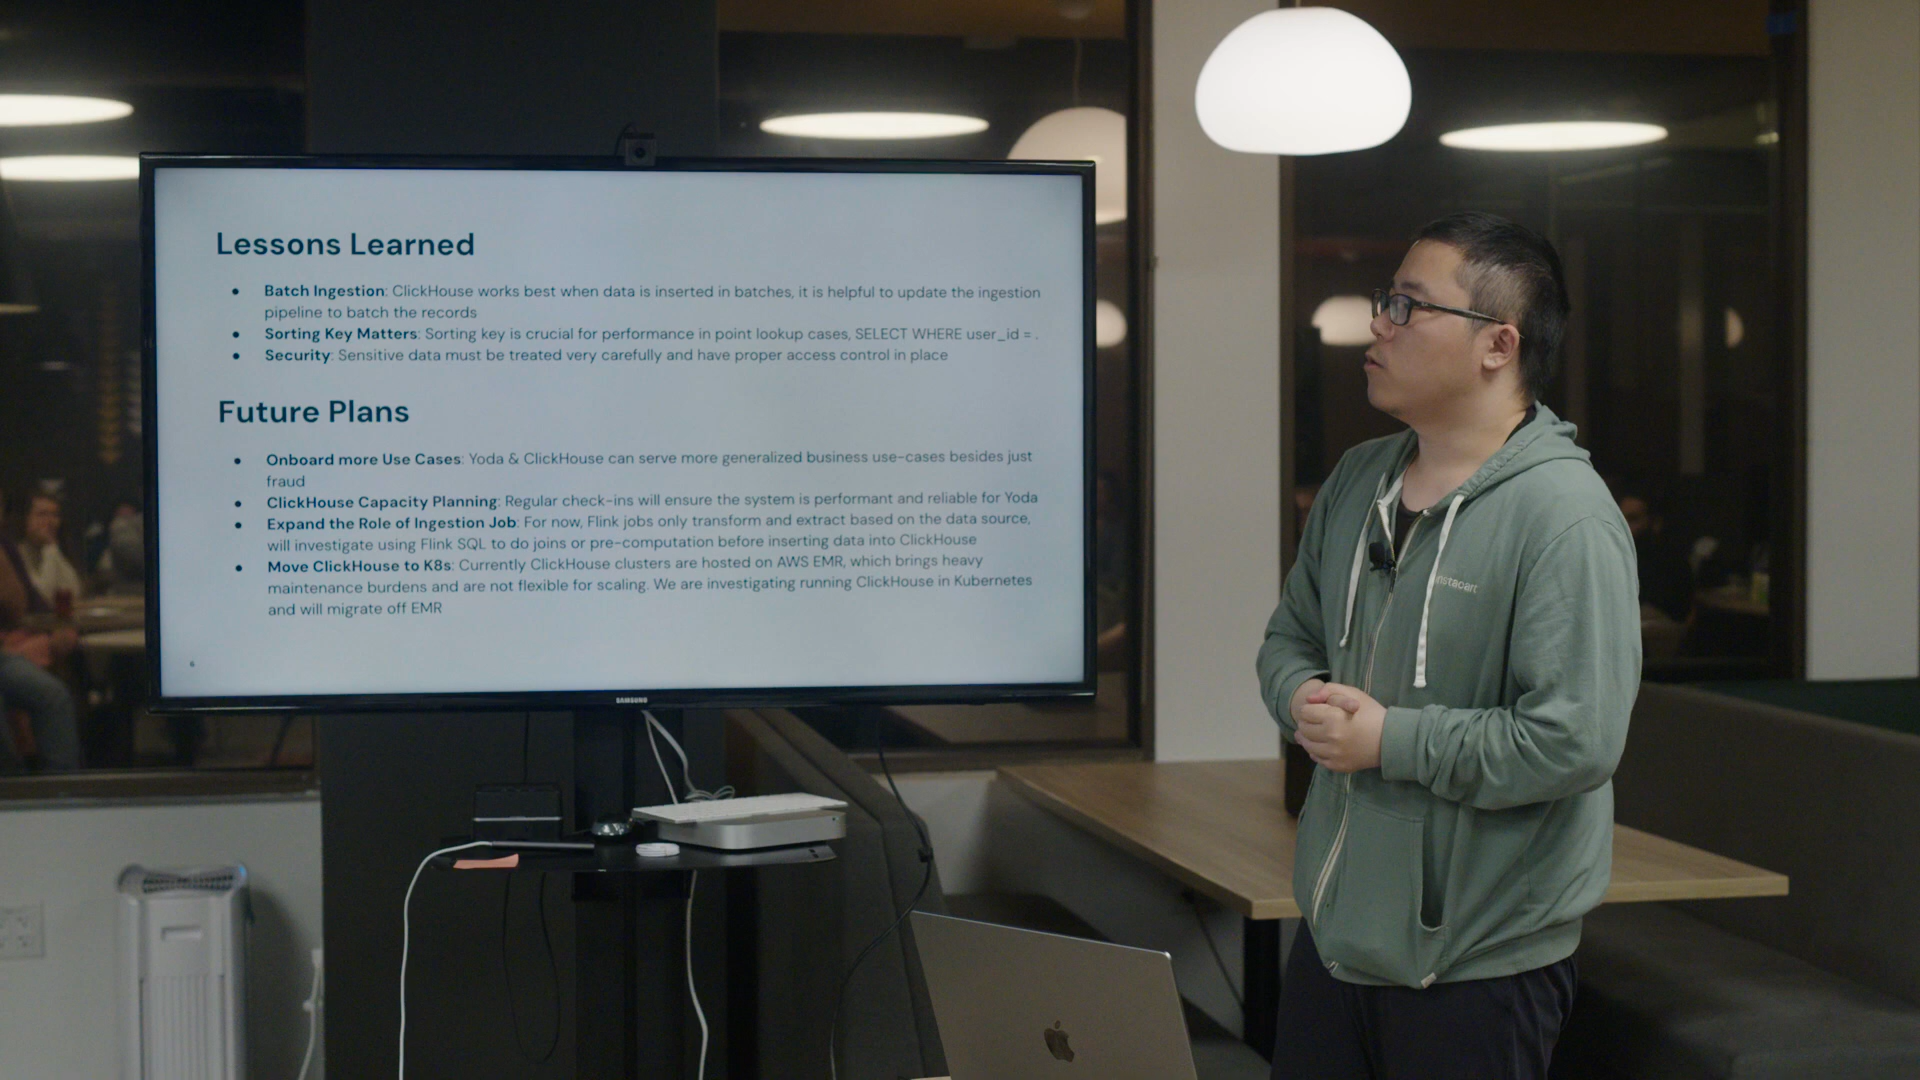 Lessons Learned
● Batch Ingestion: ClickHouse works best when data is inserted in batches, it is helpful to update the ingestion
pipeline to batch the records
● Sorting Key Matters: Sorting key is crucial for performance in point lookup cases, SELECT WHERE user_id = .
● Security: Sensitive data must be treated very carefully and have proper access control in place
Future Plans
● Onboard more Use Cases: Yoda & ClickHouse can serve more generalized business use-cases besides just
fraud
● ClickHouse Capacity Planning: Regular check-ins will ensure the system is performant and reliable for Yoda
● Expand the Role of Ingestion Job: For now, Flink jobs only transform and extract based on the data source,
will investigate using Flink SQL to do joins or pre-computation before inserting data into ClickHouse
● Move ClickHouse to K8s: Currently ClickHouse clusters are hosted on AWS EMR, which brings heavy
maintenance burdens and are not flexible for scaling. We are investigating running ClickHouse in Kubernetes
and will migrate off EMR
SAMSUNG
instacart